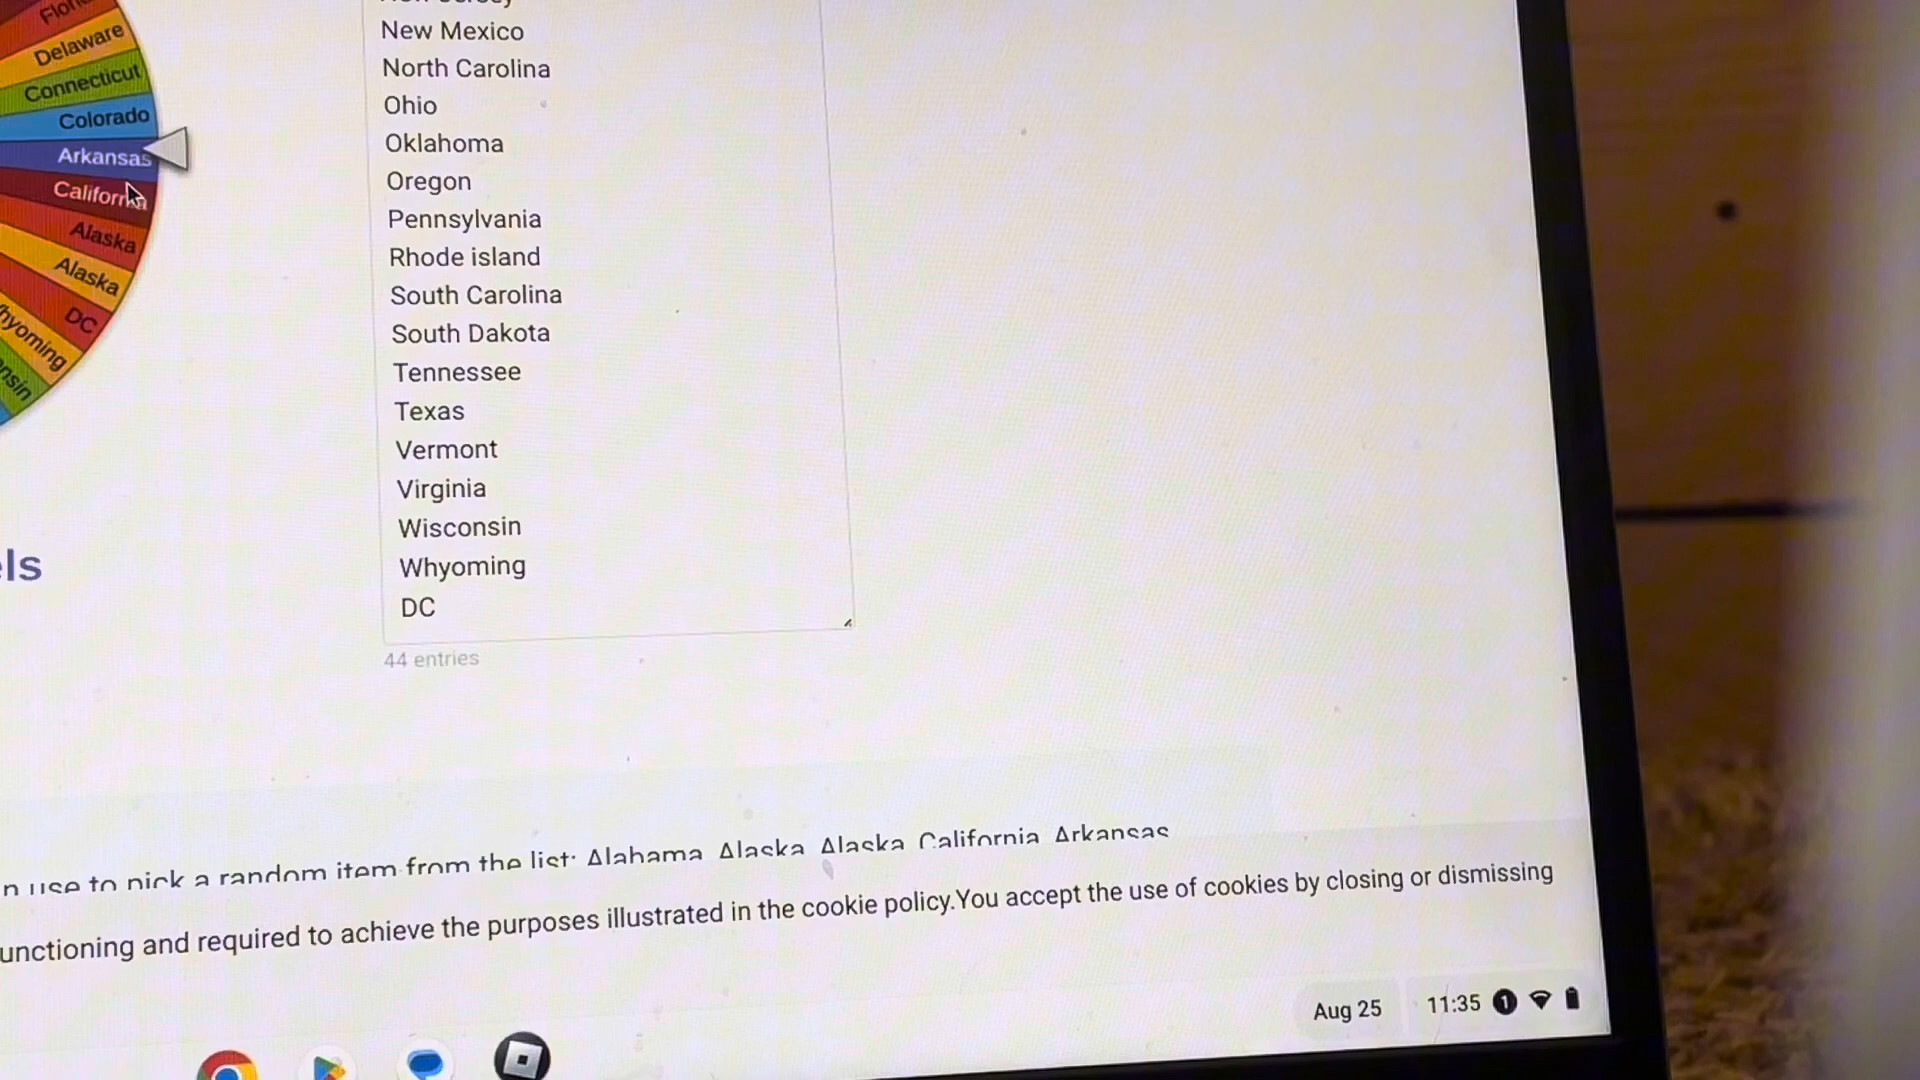 Delaware
Connecticut
Colorado
Arkansas
California
Alaska
Alaska
DC
New Mexico
North Carolina
Ohio
Oklahoma
Oregon
Pennsylvania
Rhode island
South Carolina
South Dakota
Tennessee
Texas
Vermont
Virginia
Wisconsin
Whyoming
DC
44 entries
use to pick a random item from the list: Alabama Alaska Alaska California Arkansas
and required to achieve the purposes illustrated in the cookie policy.You accept the use of cookies by closing or dismissing
Aug 25
11:35
1